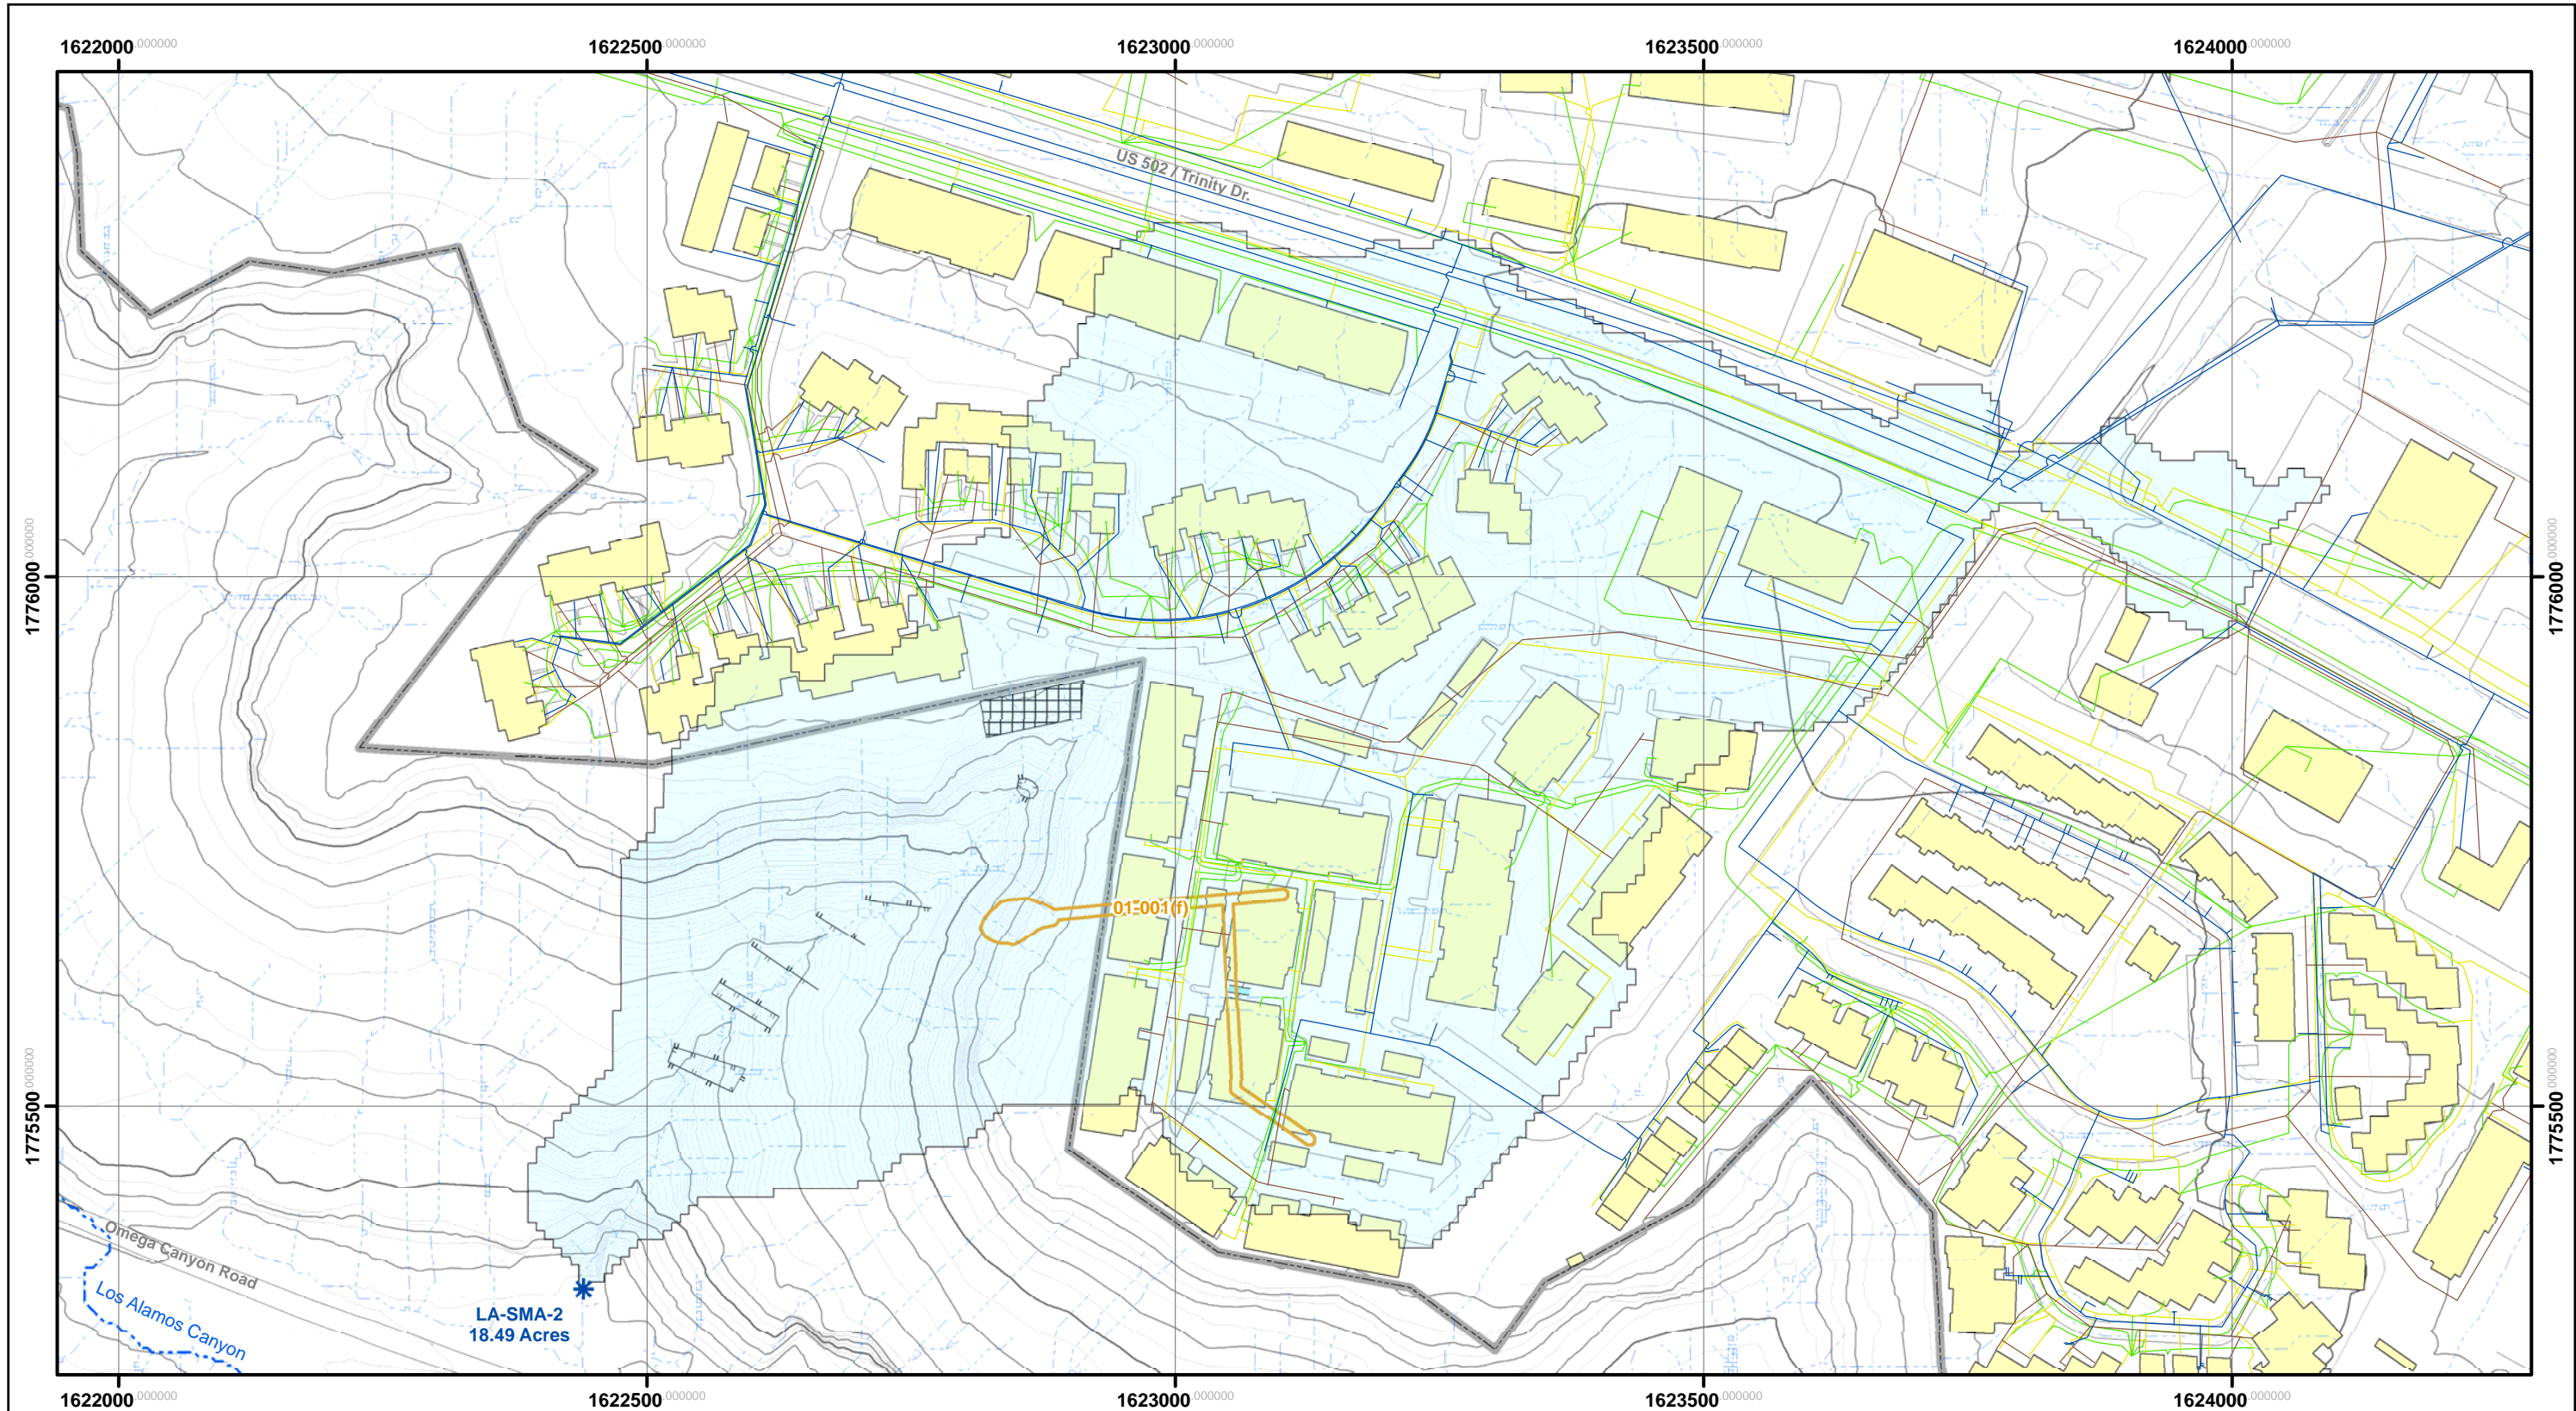 1622000.000000 1622500.000000 1623000.000000 1623500.000000 1624000.000000
US 502 / Trinity Dr.
1776000.000000 1776000.000000
01-001(f)
1775500.000000 1775500.000000
Omega Canyon Road
Los Alamos Canyon
LA-SMA-2
18.49 Acres
1622000.000000 1622500.000000 1623000.000000 1623500.000000 1624000.000000